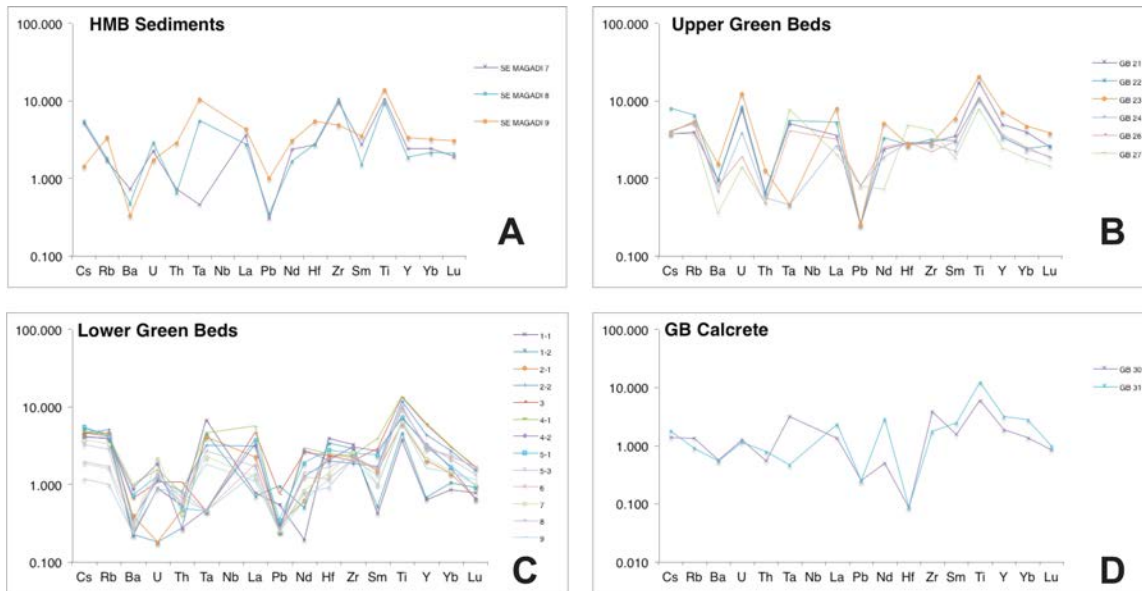 HMB Sediments
100.000
10.000
1.000
0.100
Cs Rb Ba U Th Ta Nb La Pb Nd Hf Zr Sm Ti Y Yb Lu
SE MAGADI 7
SE MAGADI 8
SE MAGADI 9
A
Upper Green Beds
100.000
10.000
1.000
0.100
Cs Rb Ba U Th Ta Nb La Pb Nd Hf Zr Sm Ti Y Yb Lu
GB 21
GB 22
GB 23
GB 24
GB 26
GB 27
B
Lower Green Beds
100.000
10.000
1.000
0.100
Cs Rb Ba U Th Ta Nb La Pb Nd Hf Zr Sm Ti Y Yb Lu
1-1
1-2
2-1
2-2
3
4-1
4-2
5-1
5-3
6
7
8
9
C
GB Calcrete
100.000
10.000
1.000
0.100
0.010
Cs Rb Ba U Th Ta Nb La Pb Nd Hf Zr Sm Ti Y Yb Lu
GB 30
GB 31
D